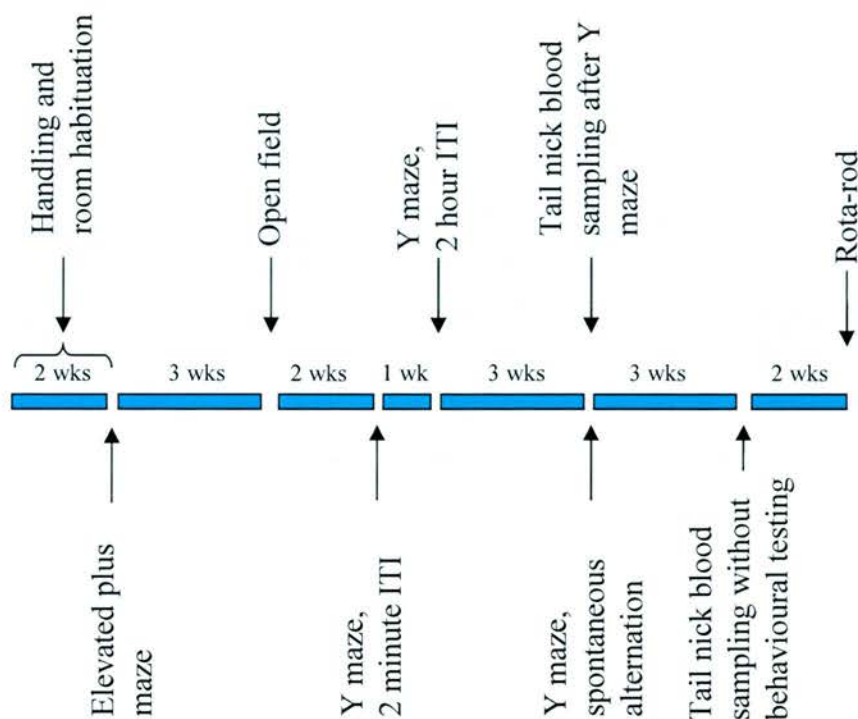 Handling and
room habituation
Open field
Y maze,
2 hour ITI
Tail nick blood
sampling after Y
maze
Rota-rod
2 wks
3 wks
2 wks
1 wk
3 wks
3 wks
2 wks
Elevated plus
maze
Y maze,
2 minute ITI
Y maze,
spontaneous
alternation
Tail nick blood
sampling without
behavioural testing